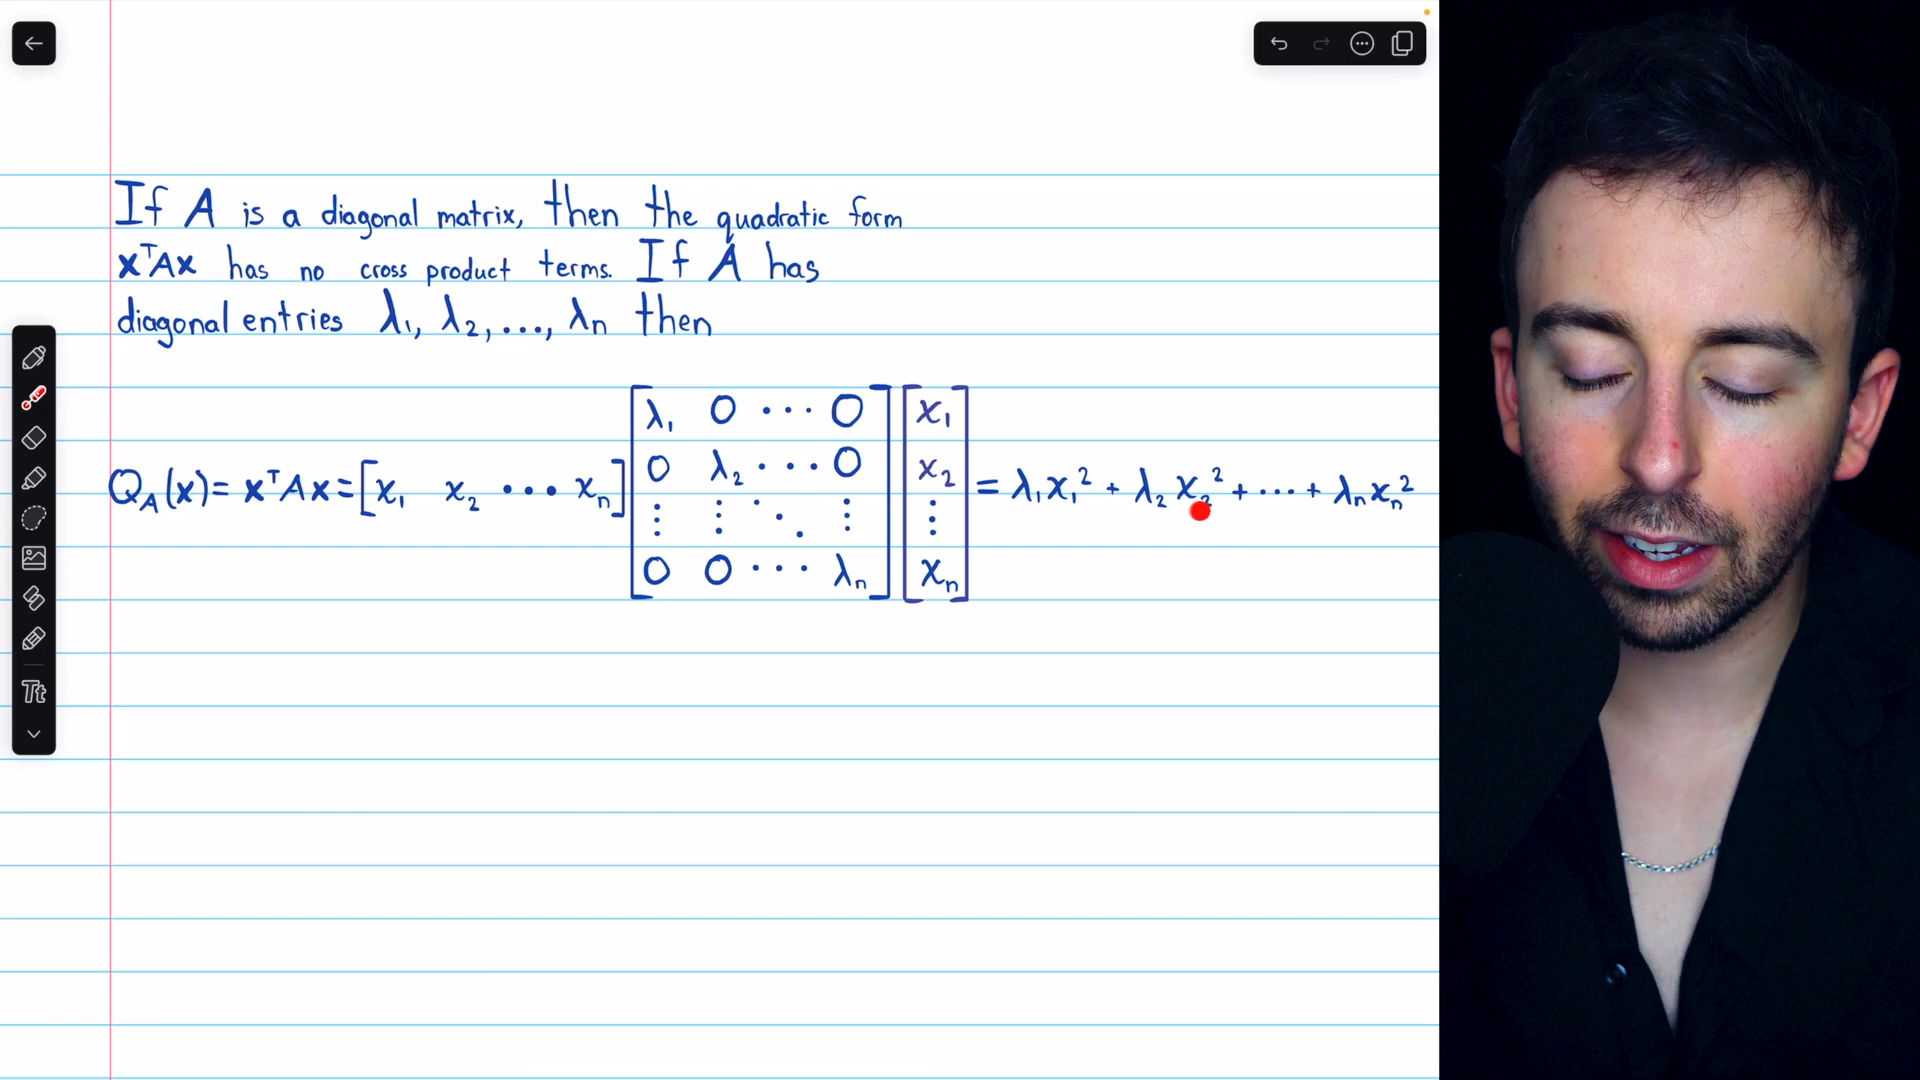 If A is a diagonal matrix, then the quadratic form
xᵀAx has no cross product terms. If A has
diagonal entries λ₁, λ₂, ..., λₙ then
Q_A(x) = xᵀAx = [x₁ x₂ ··· xₙ] [λ₁ 0 ··· 0; 0 λ₂ ··· 0; ⋮ ⋮ ⋱ ⋮; 0 0 ··· λₙ] [x₁; x₂; ⋮; xₙ] = λ₁x₁² + λ₂x₂² + ··· + λₙxₙ²
Tt